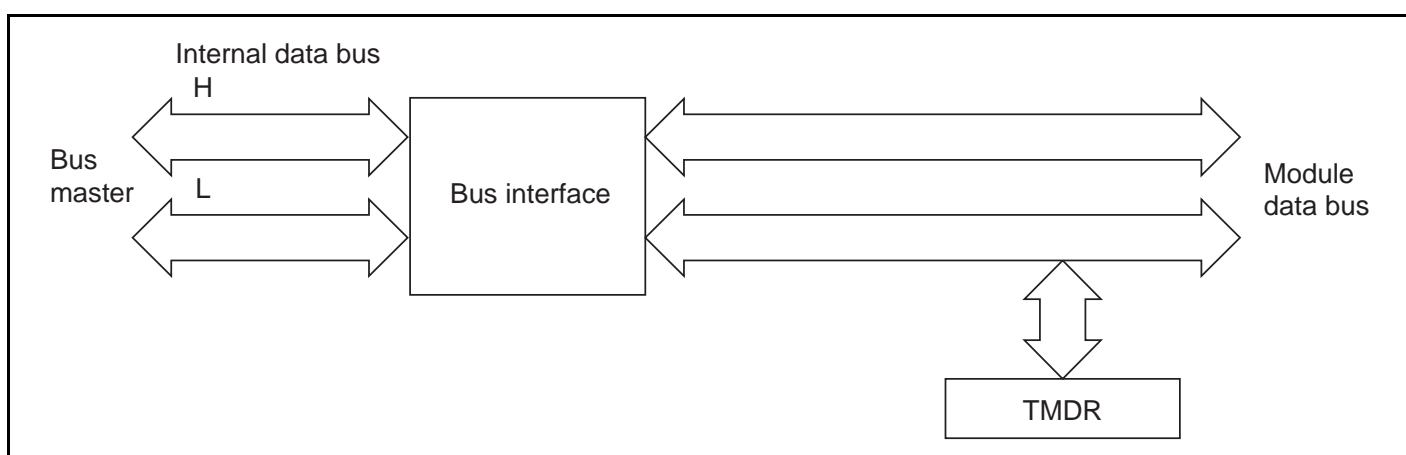 Internal data bus
H
Bus
master
L
Bus interface
Module
data bus
TMDR